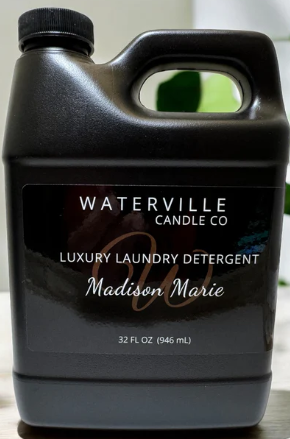 WATERVILLE
CANDLE CO
LUXURY LAUNDRY DETERGENT
W
Madison Marie
32 FL OZ (946 mL)